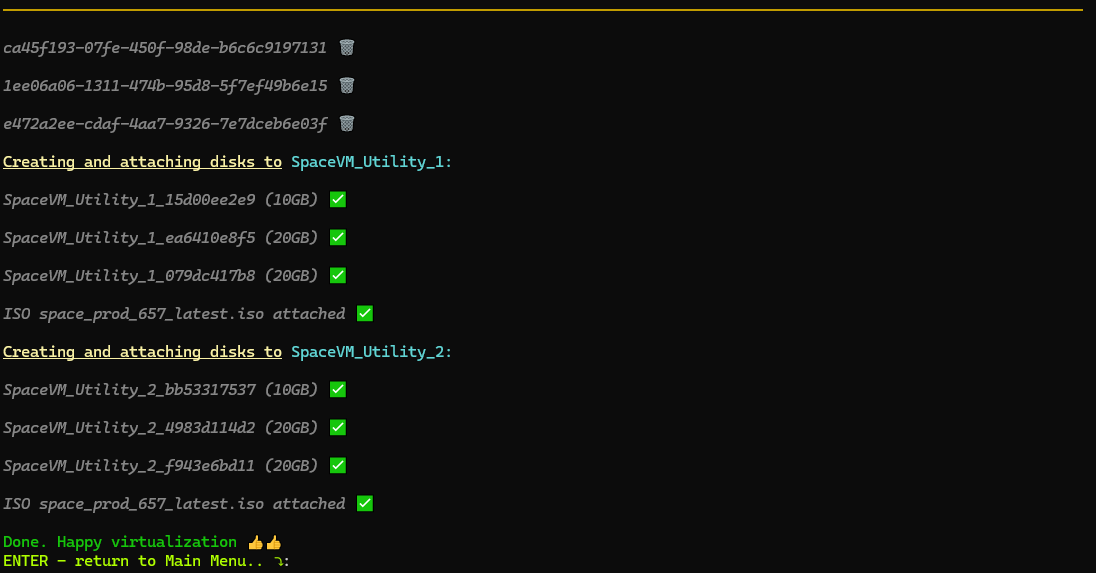 ca45f193-07fe-450f-98de-b6c6c9197131 🗑️
1ee06a06-1311-474b-95d8-5f7ef49b6e15 🗑️
e472a2ee-cdaf-4aa7-9326-7e7dceb6e03f 🗑️
Creating and attaching disks to SpaceVM_Utility_1:
SpaceVM_Utility_1_15d00ee2e9 (10GB) ✅
SpaceVM_Utility_1_ea6410e8f5 (20GB) ✅
SpaceVM_Utility_1_079dc417b8 (20GB) ✅
ISO space_prod_657_latest.iso attached ✅
Creating and attaching disks to SpaceVM_Utility_2:
SpaceVM_Utility_2_bb53317537 (10GB) ✅
SpaceVM_Utility_2_4983d114d2 (20GB) ✅
SpaceVM_Utility_2_f943e6bd11 (20GB) ✅
ISO space_prod_657_latest.iso attached ✅
Done. Happy virtualization 👍👍
ENTER - return to Main Menu.. ⤵: